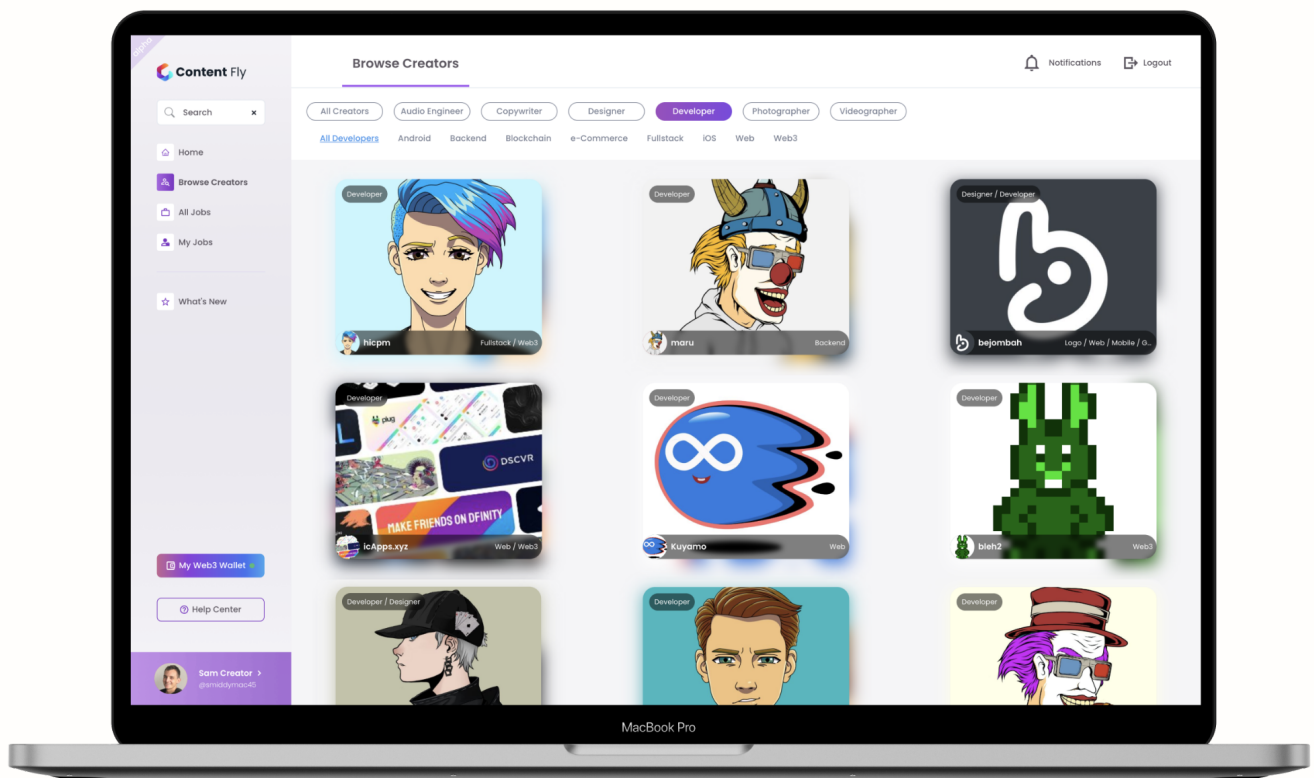 alpha
Content Fly
Search ×
Home
Browse Creators
All Jobs
My Jobs
What's New
My Web3 Wallet
Help Center
Sam Creator >
@smiddymac45
Browse Creators
Notifications
Logout
All Creators Audio Engineer Copywriter Designer Developer Photographer Videographer
All Developers Android Backend Blockchain e-Commerce Fullstack iOS Web Web3
Developer
hicpm Fullstack / Web3
Developer
maru Backend
Designer / Developer
bejombah Logo / Web / Mobile / G...
Developer
plug
DSCVR
MAKE FRIENDS ON DFINITY
icApps.xyz Web / Web3
Developer
Kuyamo Web
Developer
bleh2 Web3
Developer / Designer
Developer
Developer
MacBook Pro